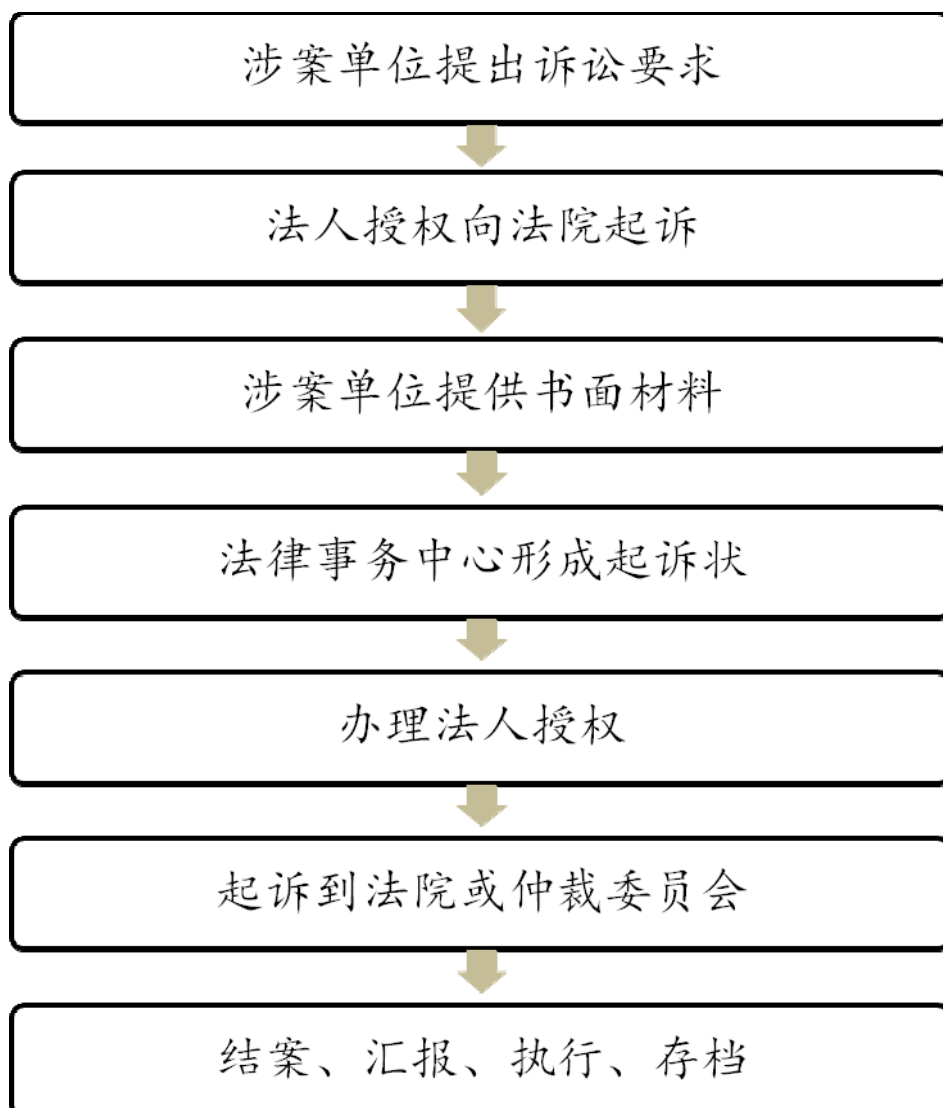 涉案单位提出诉讼要求
法人授权向法院起诉
涉案单位提供书面材料
法律事务中心形成起诉状
办理法人授权
起诉到法院或仲裁委员会
结案、汇报、执行、存档